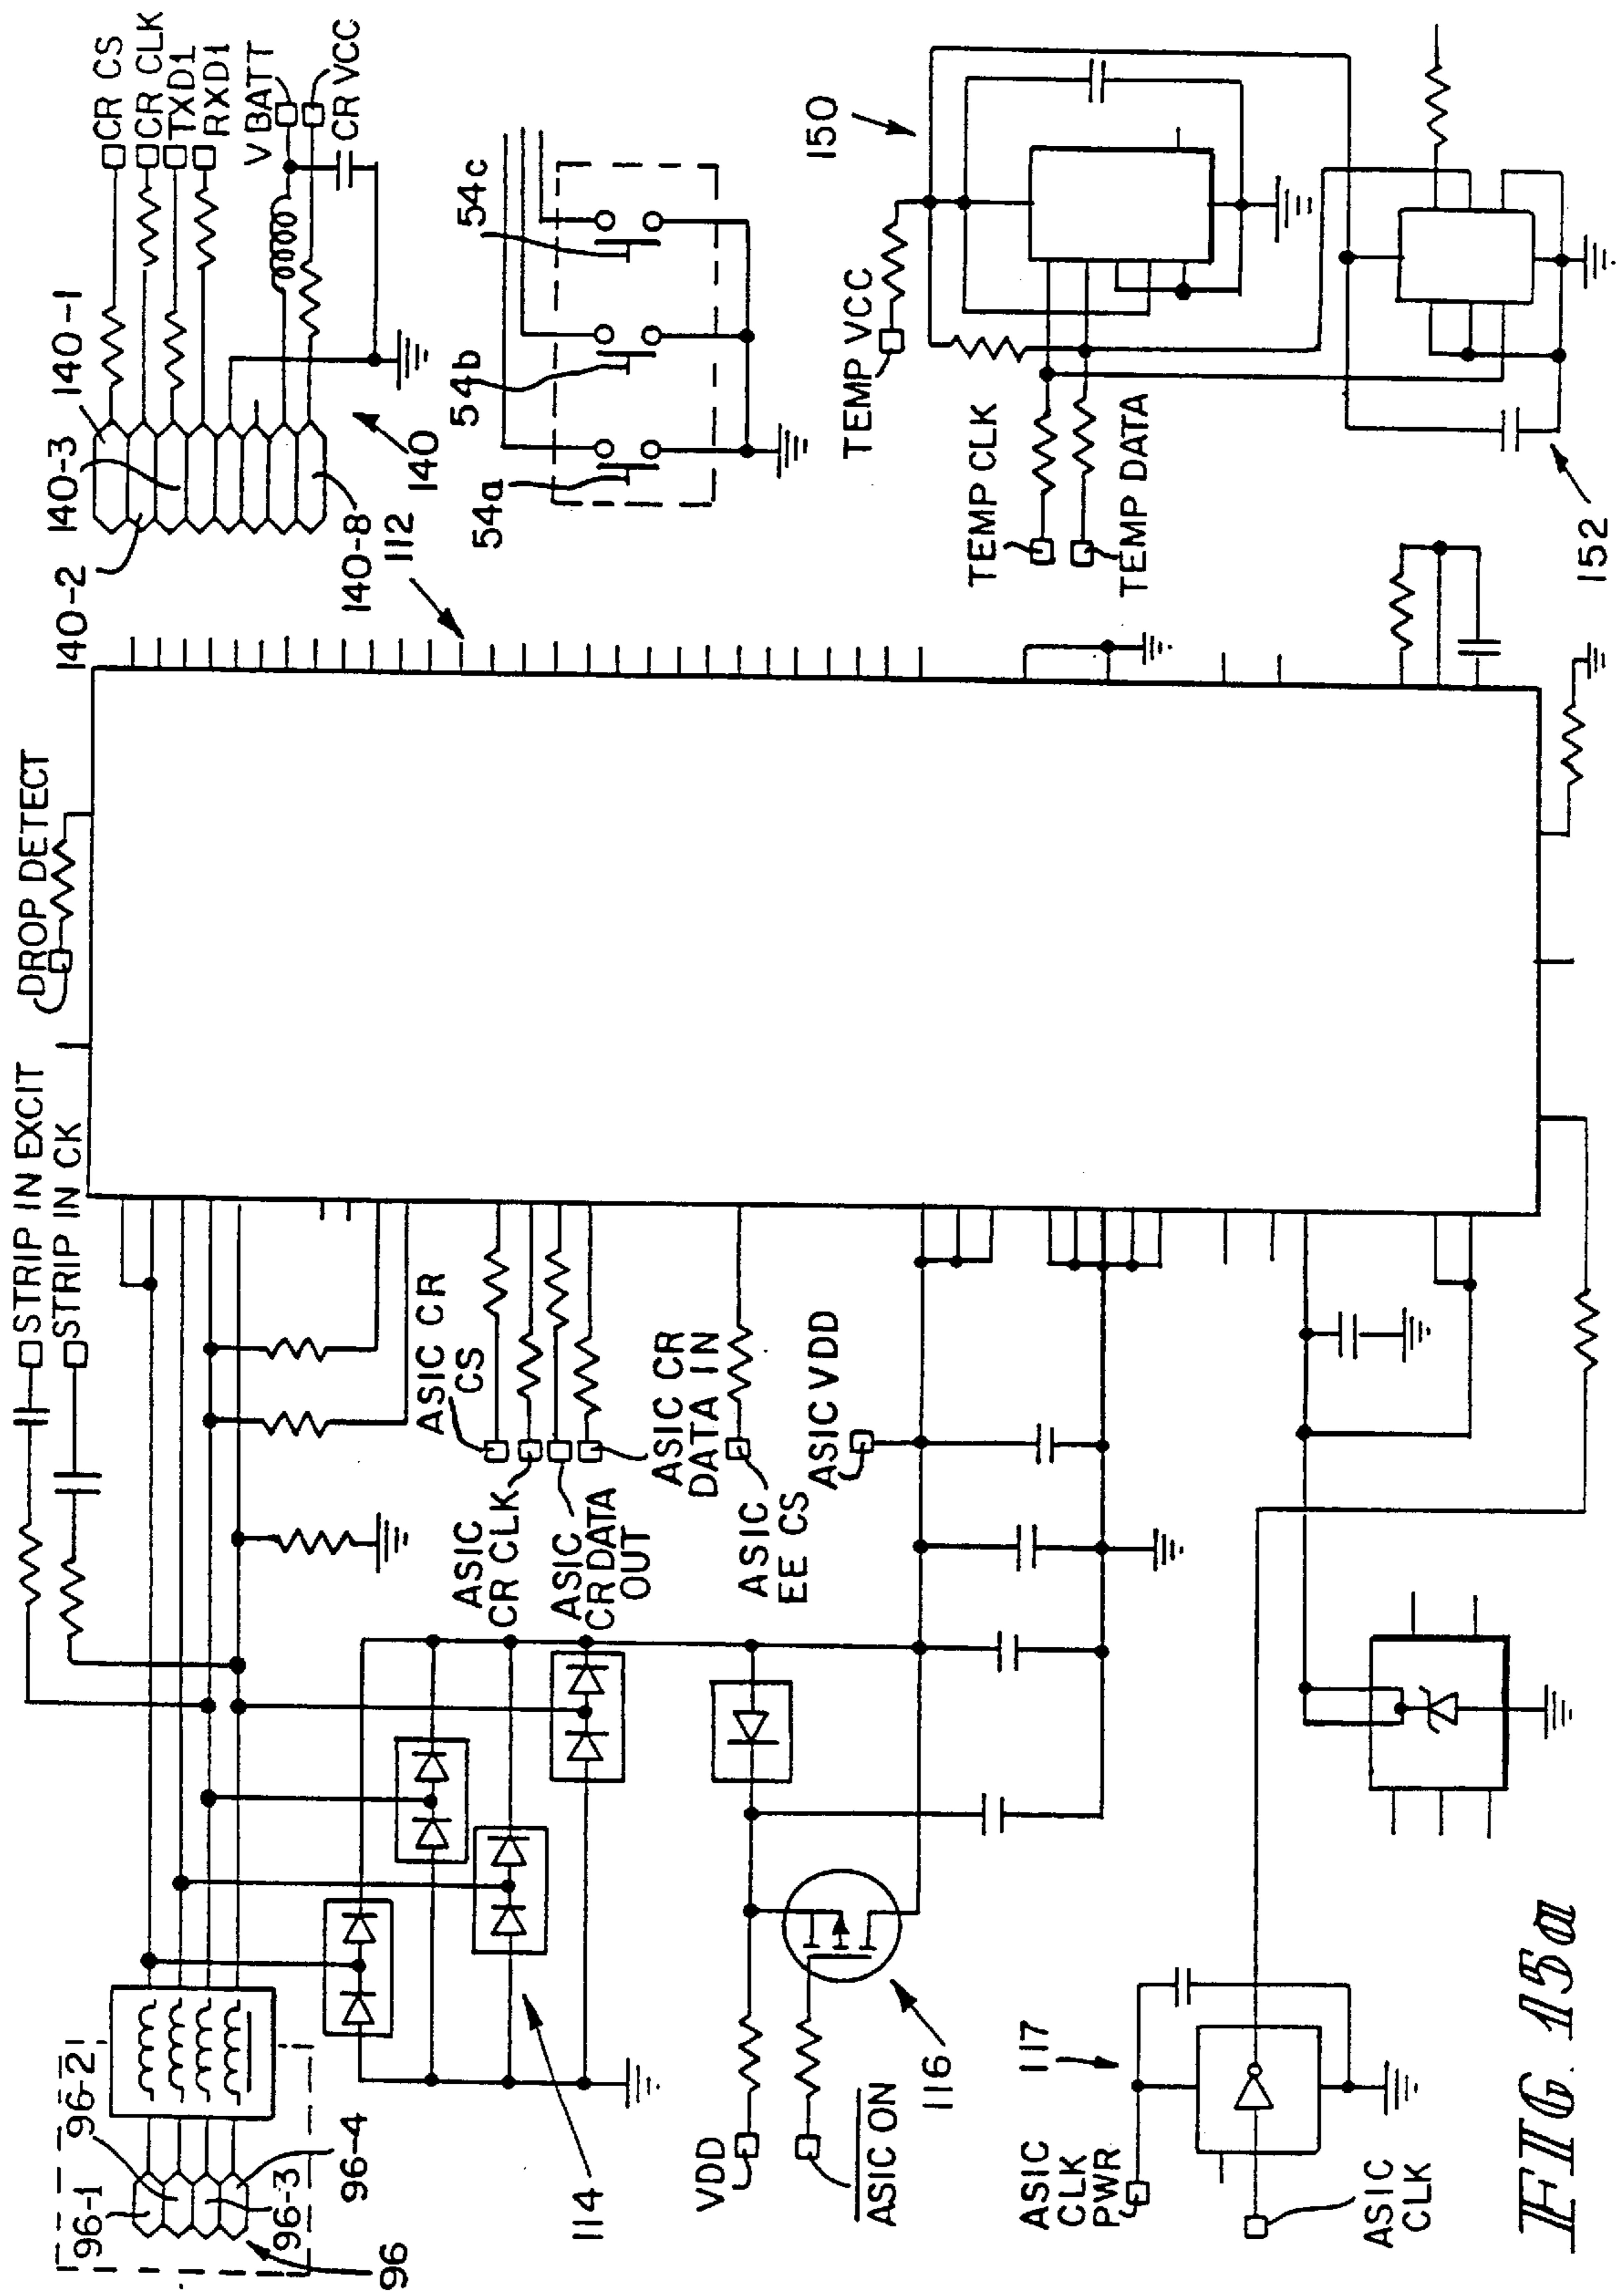 96-1
96-2
96-3
96-4
96
STRIP IN EXCIT
STRIP IN CK
DROP DETECT
140-2
140-3
140-1
140-8
140
112
CR CS
CR CLK
TXD1
RXD1
V BATT
CR VCC
114
ASIC CR
CS
ASIC
CR CLK
ASIC
CR DATA
OUT
ASIC CR
DATA IN
ASIC
EE CS
ASIC VDD
54a
54b
54c
VDD
ASIC ON
116
TEMP VCC
TEMP CLK
TEMP DATA
150
152
117
ASIC
CLK
PWR
ASIC
CLK
FIG. 15a